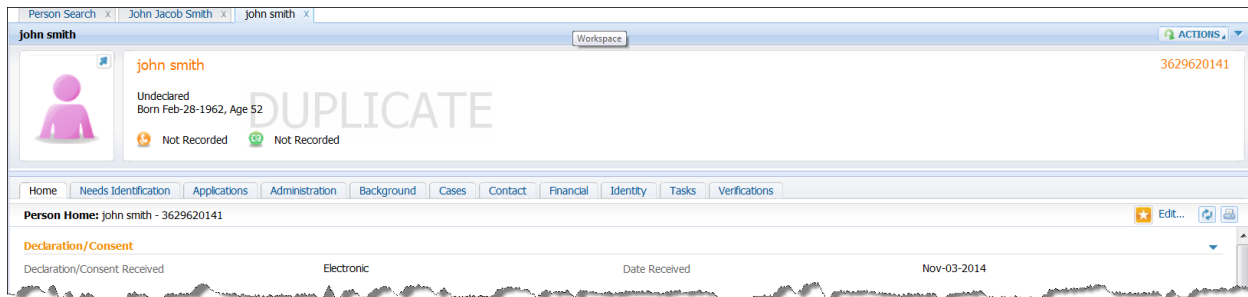 Person Search x John Jacob Smith x john smith x
john smith Workspace ACTIONS
john smith 3629620141
Undeclared
Born Feb-28-1962, Age 52
DUPLICATE
Not Recorded Not Recorded
Home Needs Identification Applications Administration Background Cases Contact Financial Identity Tasks Verifications
Person Home: john smith - 3629620141 Edit...
Declaration/Consent
Declaration/Consent Received Electronic Date Received Nov-03-2014